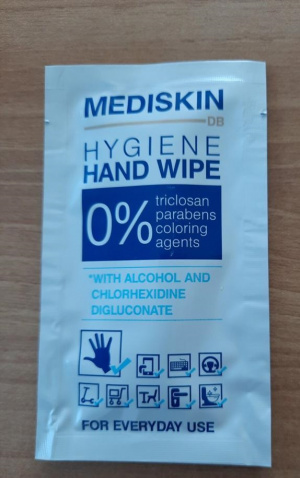 MEDISKIN
DB
HYGIENE
HAND WIPE
0%
triclosan
parabens
coloring
agents
*WITH ALCOHOL AND
CHLORHEXIDINE
DIGLUCONATE
FOR EVERYDAY USE